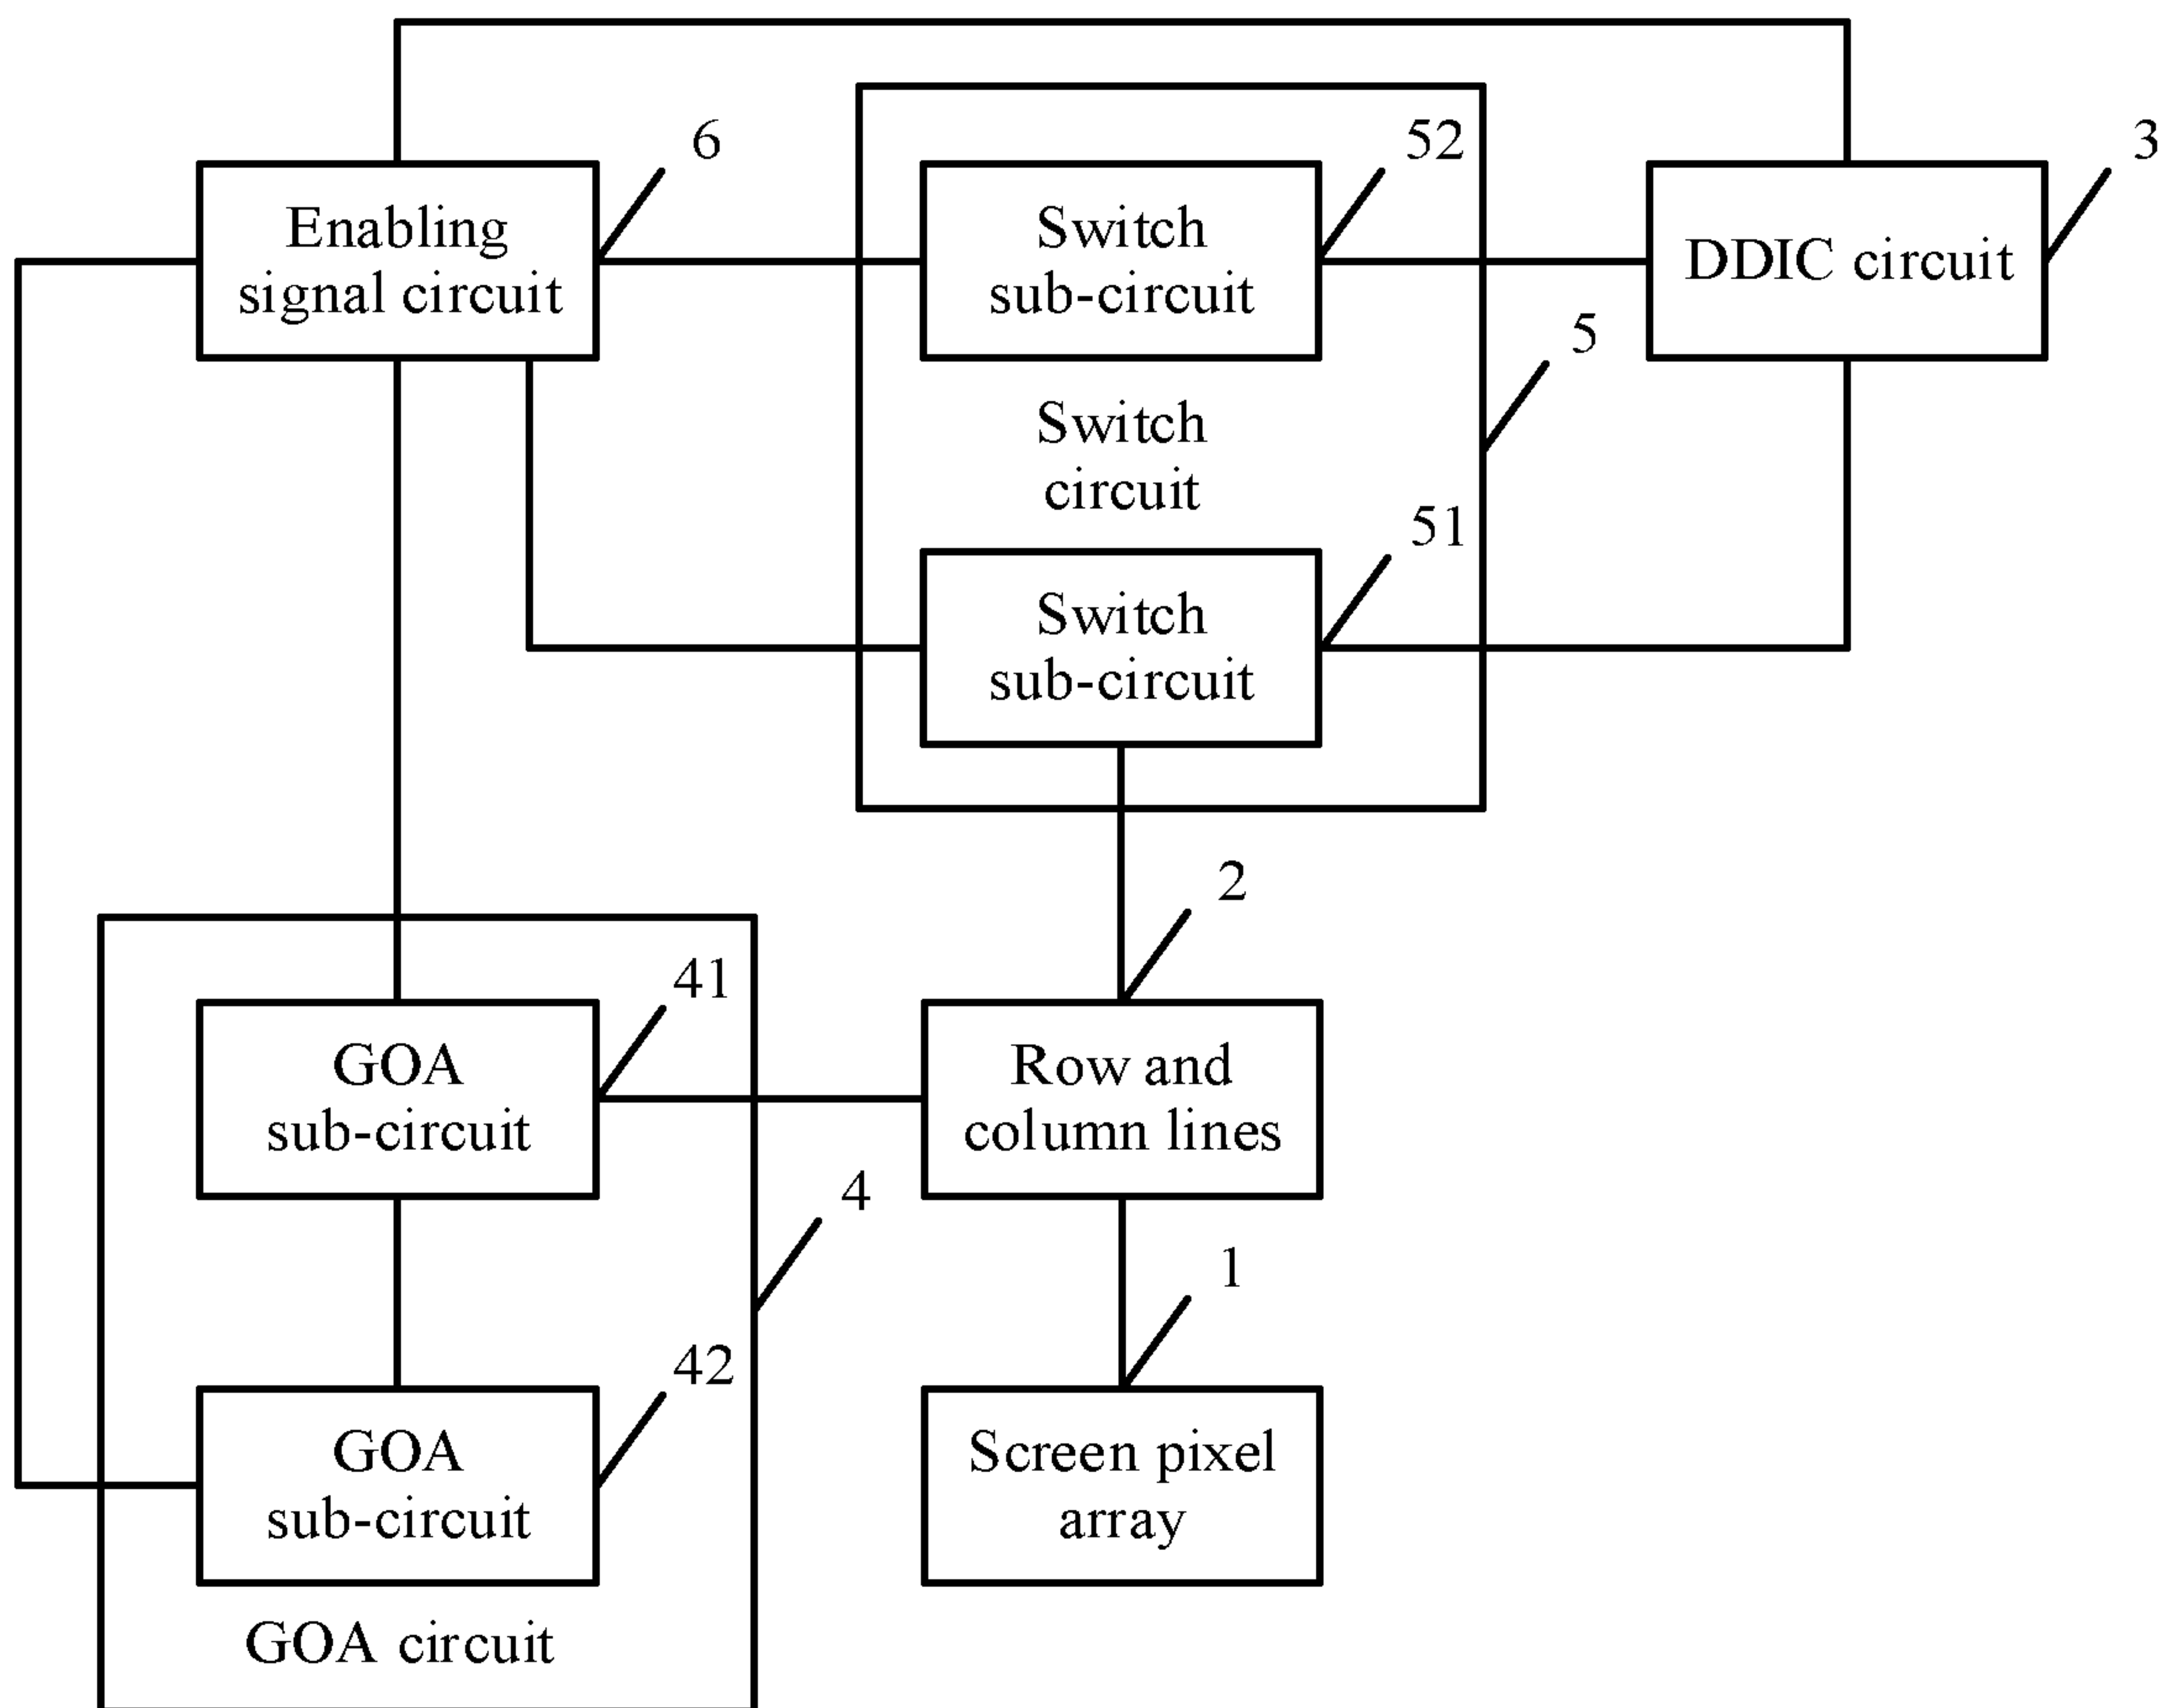 6
52
3
Enabling
signal circuit
Switch
sub-circuit
DDIC circuit
5
Switch
circuit
51
Switch
sub-circuit
2
41
GOA
sub-circuit
Row and
column lines
4
1
42
GOA
sub-circuit
Screen pixel
array
GOA circuit